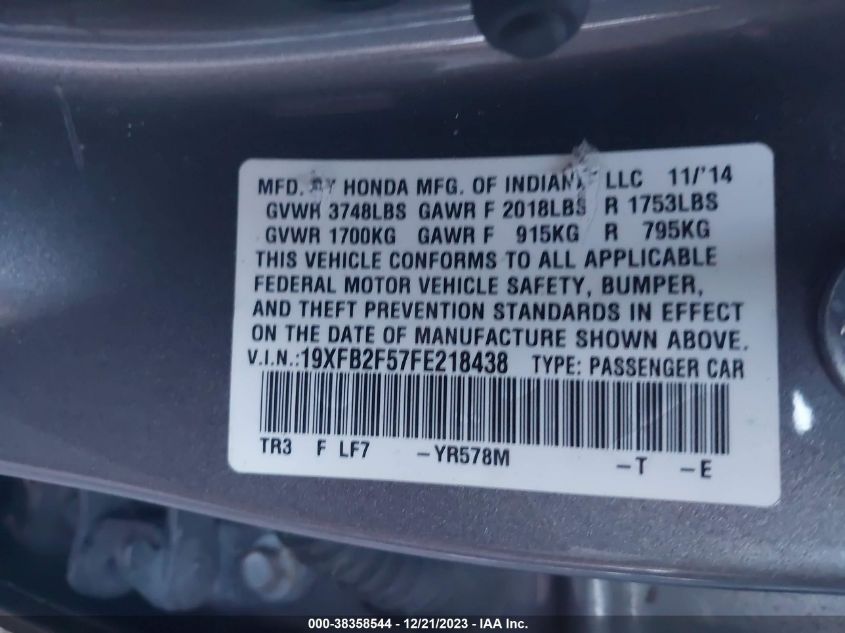 MFD. BY HONDA MFG. OF INDIANA LLC 11/'14
GVWR 3748LBS GAWR F 2018LBS R 1753LBS
GVWR 1700KG GAWR F 915KG R 795KG
THIS VEHICLE CONFORMS TO ALL APPLICABLE
FEDERAL MOTOR VEHICLE SAFETY, BUMPER,
AND THEFT PREVENTION STANDARDS IN EFFECT
ON THE DATE OF MANUFACTURE SHOWN ABOVE.
V.I.N.:19XFB2F57FE218438 TYPE: PASSENGER CAR
TR3 F LF7 -YR578M -T -E
000-38358544 - 12/21/2023 - IAA Inc.